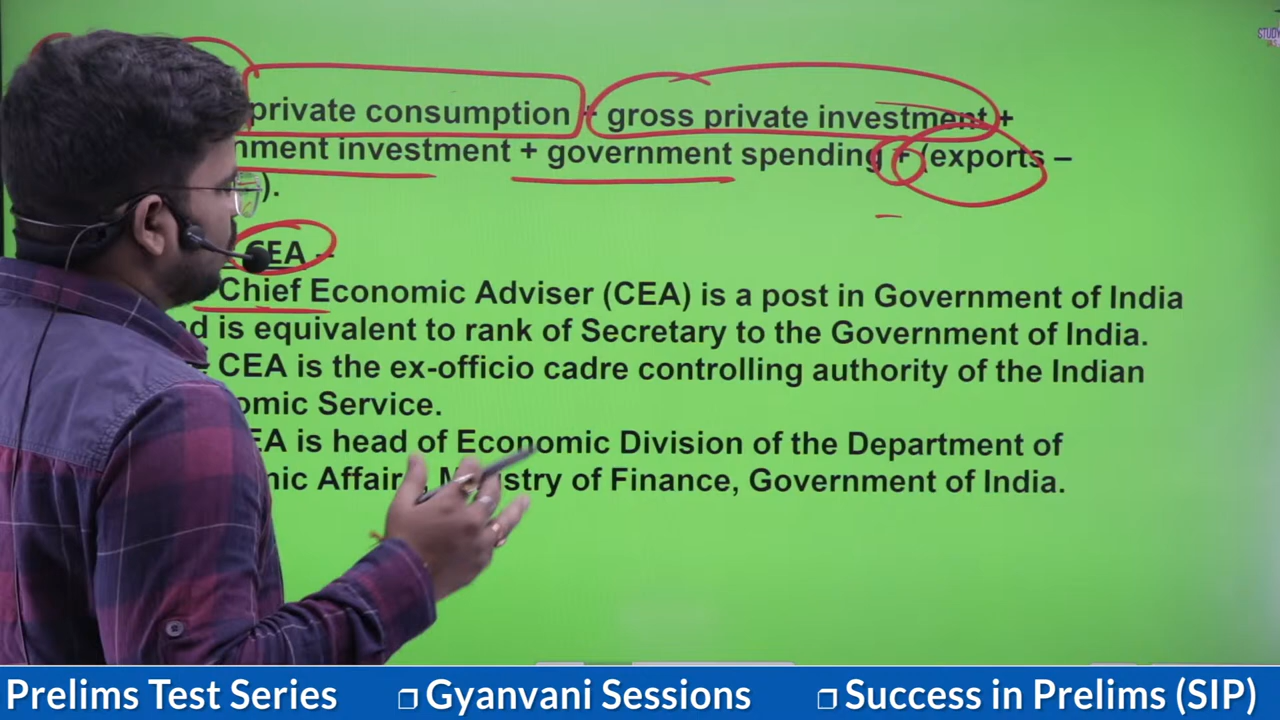 private consumption + gross private investment +
nment investment + government spending + (exports –
).
CEA –
Chief Economic Adviser (CEA) is a post in Government of India
nd is equivalent to rank of Secretary to the Government of India.
CEA is the ex-officio cadre controlling authority of the Indian
omic Service.
EA is head of Economic Division of the Department of
mic Affair , M stry of Finance, Government of India.
STUDY
Prelims Test Series ❐ Gyanvani Sessions ❐ Success in Prelims (SIP)